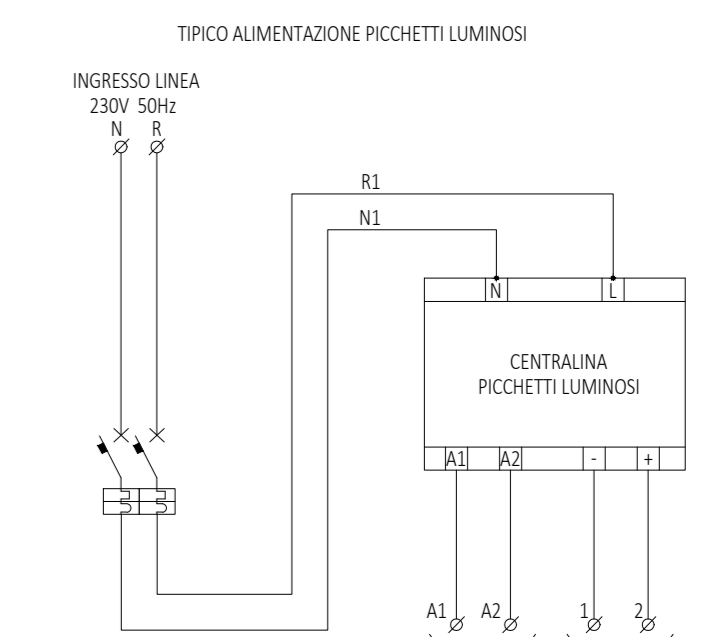 TIPICO ALIMENTAZIONE PICCHETTI LUMINOSI
INGRESSO LINEA
230V 50Hz
N R
R1
N1
N L
CENTRALINA
PICCHETTI LUMINOSI
A1 A2 - +
A1 A2 1 2